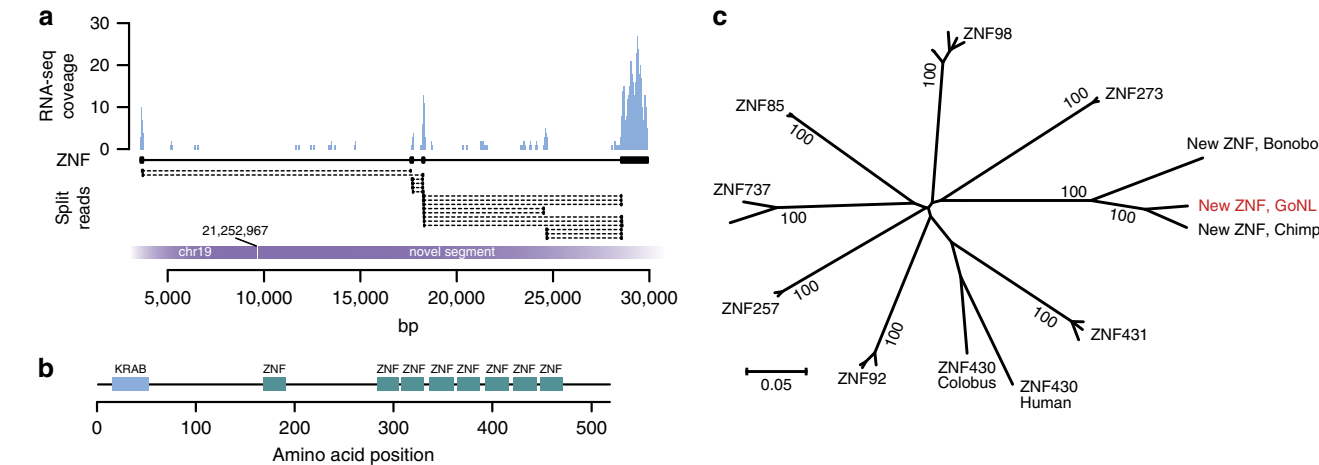 a
RNA-seq
coveage
30
20
10
0
ZNF
Split
reads
21,252,967
chr19
novel segment
5,000
10,000
15,000
20,000
25,000
30,000
bp
b
KRAB
ZNF
ZNF
ZNF
ZNF
ZNF
ZNF
ZNF
ZNF
0
100
200
300
400
500
Amino acid position
c
ZNF98
100
ZNF273
100
ZNF85
100
New ZNF, Bonobo
100
New ZNF, GoNL
100
New ZNF, Chimp
ZNF737
100
ZNF257
100
ZNF431
100
ZNF92
100
ZNF430
Colobus
ZNF430
Human
0.05